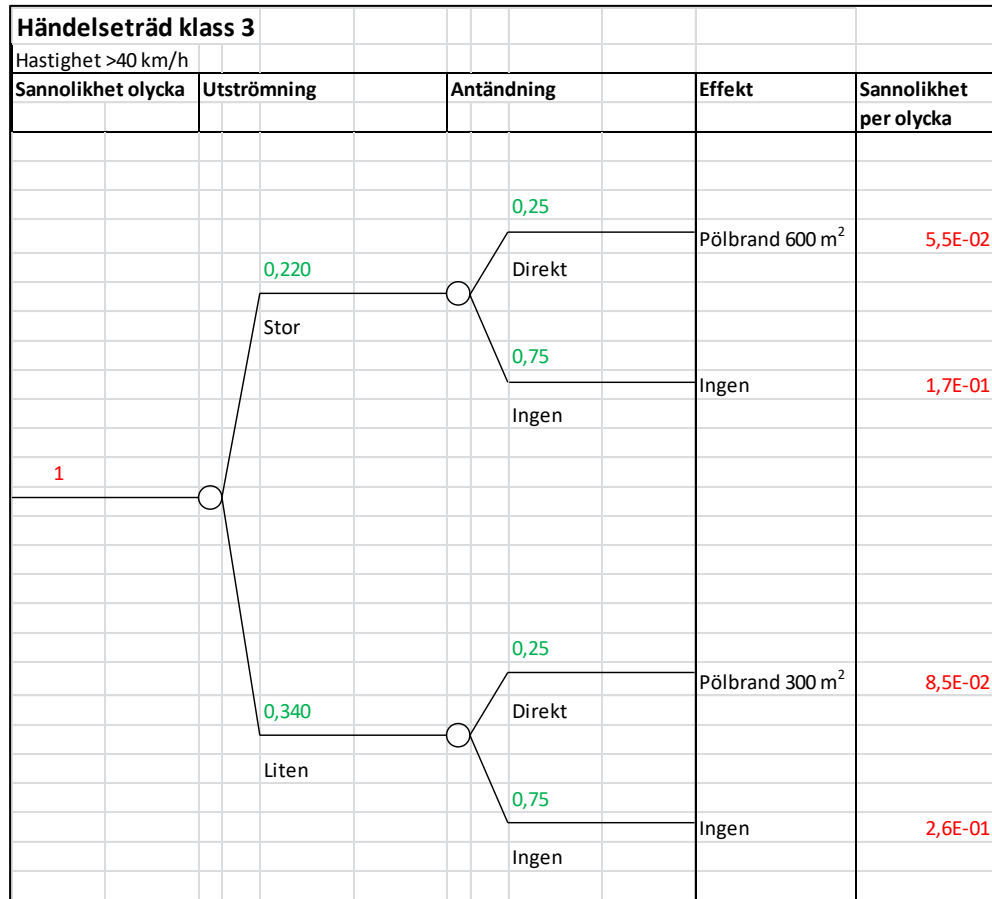 Händelseträd klass 3
Hastighet >40 km/h
Sannolikhet olycka Utströmning Antändning Effekt Sannolikhet
per olycka
0,25
Pölbrand 600 m² 5,5E-02
0,220 Direkt
Stor
0,75
Ingen 1,7E-01
Ingen
1
0,25
Pölbrand 300 m² 8,5E-02
0,340 Direkt
Liten
0,75
Ingen 2,6E-01
Ingen